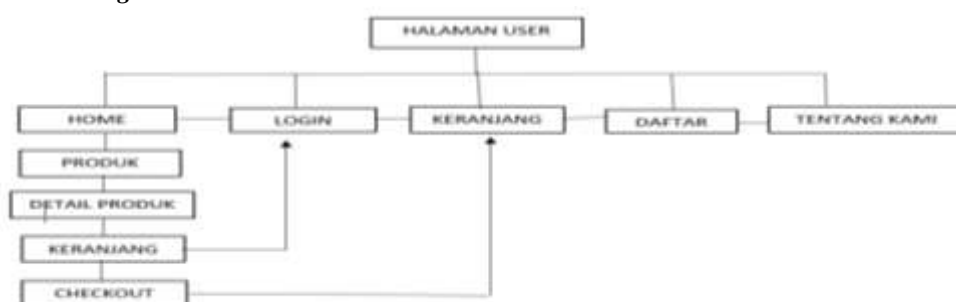 HALAMAN USER
HOME
LOGIN
KERANJANG
DAFTAR
TENTANG KAMI
PRODUK
DETAIL PRODUK
KERANJANG
CHECKOUT